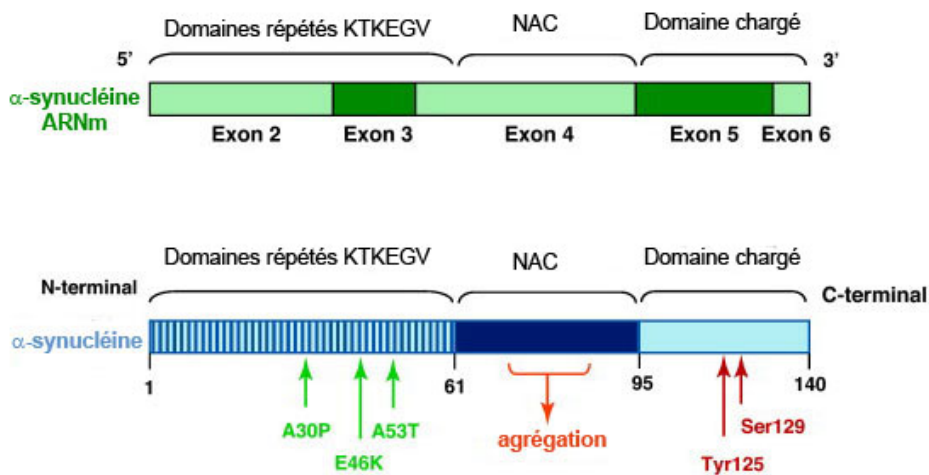 Domaines répétés KTKEGV NAC Domaine chargé
5’ 3’
α-synucléine
ARNm
Exon 2 Exon 3 Exon 4 Exon 5 Exon 6
Domaines répétés KTKEGV NAC Domaine chargé
N-terminal C-terminal
α-synucléine
1 61 95 140
A30P A53T agrégation Ser129
E46K Tyr125